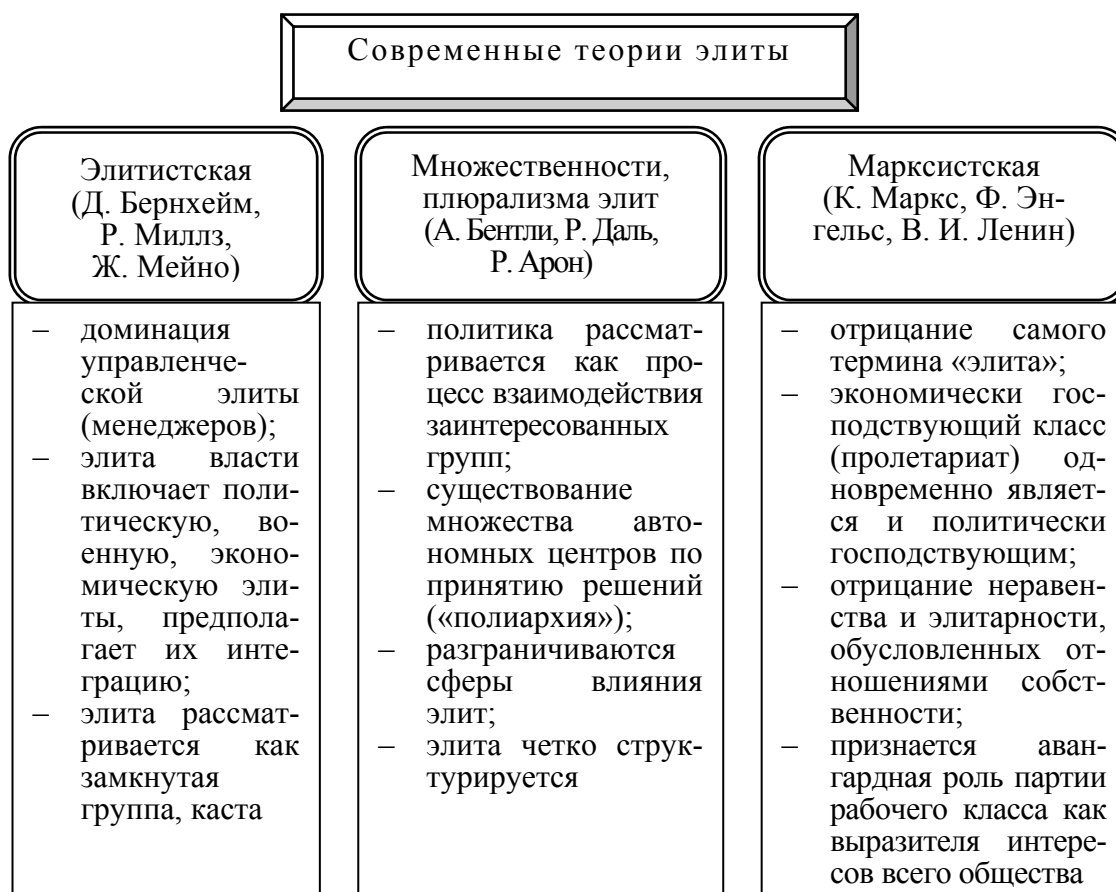 Современные теории элиты
Элитистская
(Д. Бернхейм,
Р. Миллз,
Ж. Мейно)
– доминация
управленче-
ской элиты
(менеджеров);
– элита власти
включает поли-
тическую, во-
енную, эконо-
мическую эли-
ты, предпола-
гает их инте-
грацию;
– элита рассмат-
ривается как
замкнутая
группа, каста
Множественности,
плюрализма элит
(А. Бентли, Р. Даль,
Р. Арон)
– политика рассмат-
ривается как про-
цесс взаимодействия
заинтересованных
групп;
– существование
множества авто-
номных центров по
принятию решений
(«полиархия»);
– разграничиваются
сферы влияния
элит;
– элита четко струк-
турируется
Марксистская
(К. Маркс, Ф. Эн-
гельс, В. И. Ленин)
– отрицание самого
термина «элита»;
– экономически гос-
подствующий класс
(пролетариат) од-
новременно являет-
ся и политически
господствующим;
– отрицание неравен-
ства и элитарности,
обусловленных от-
ношениями собст-
венности;
– признается аван-
гардная роль партии
рабочего класса как
выразителя интере-
сов всего общества